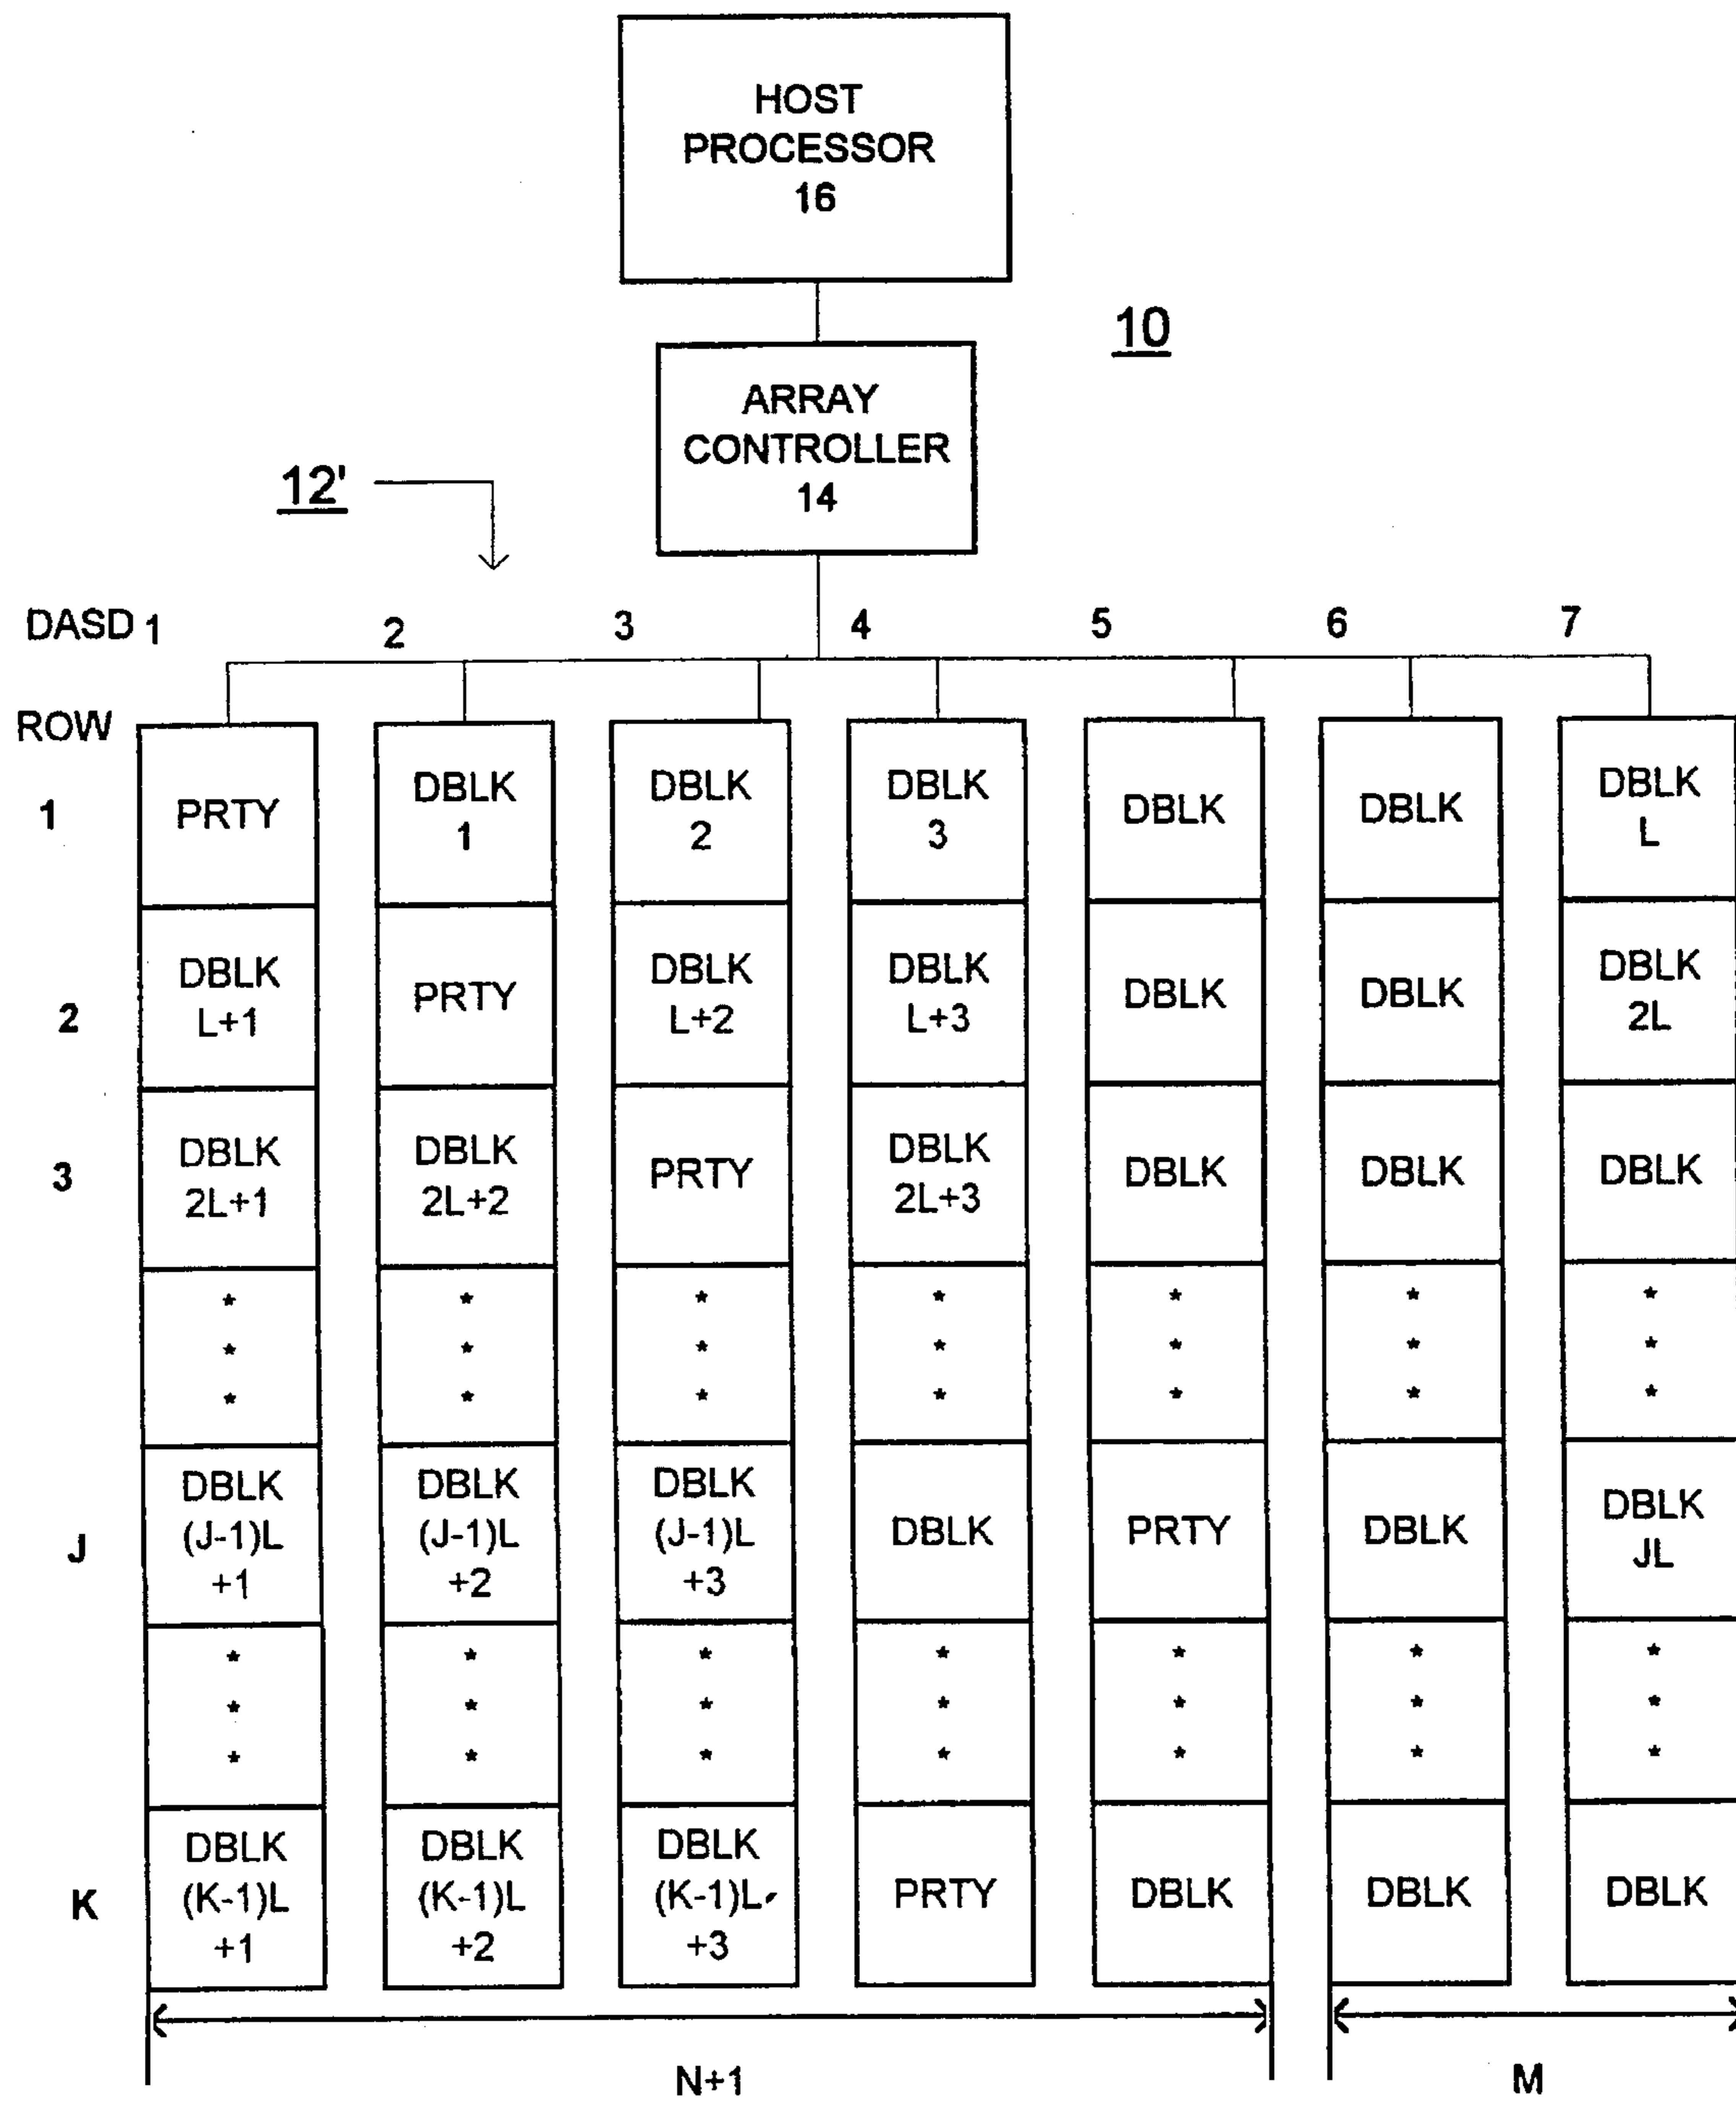 HOST
PROCESSOR
16
10
ARRAY
CONTROLLER
14
12'
DASD 1 2 3 4 5 6 7
ROW
1
PRTY
DBLK
1
DBLK
2
DBLK
3
DBLK
DBLK
DBLK
L
2
DBLK
L+1
PRTY
DBLK
L+2
DBLK
L+3
DBLK
DBLK
DBLK
2L
3
DBLK
2L+1
DBLK
2L+2
PRTY
DBLK
2L+3
DBLK
DBLK
DBLK
* * * * * * *
* * * * * * *
* * * * * * *
J
DBLK
(J-1)L
+1
DBLK
(J-1)L
+2
DBLK
(J-1)L
+3
DBLK
PRTY
DBLK
DBLK
JL
* * * * * * *
* * * * * * *
* * * * * * *
K
DBLK
(K-1)L
+1
DBLK
(K-1)L
+2
DBLK
(K-1)L
+3
PRTY
DBLK
DBLK
DBLK
N+1
M